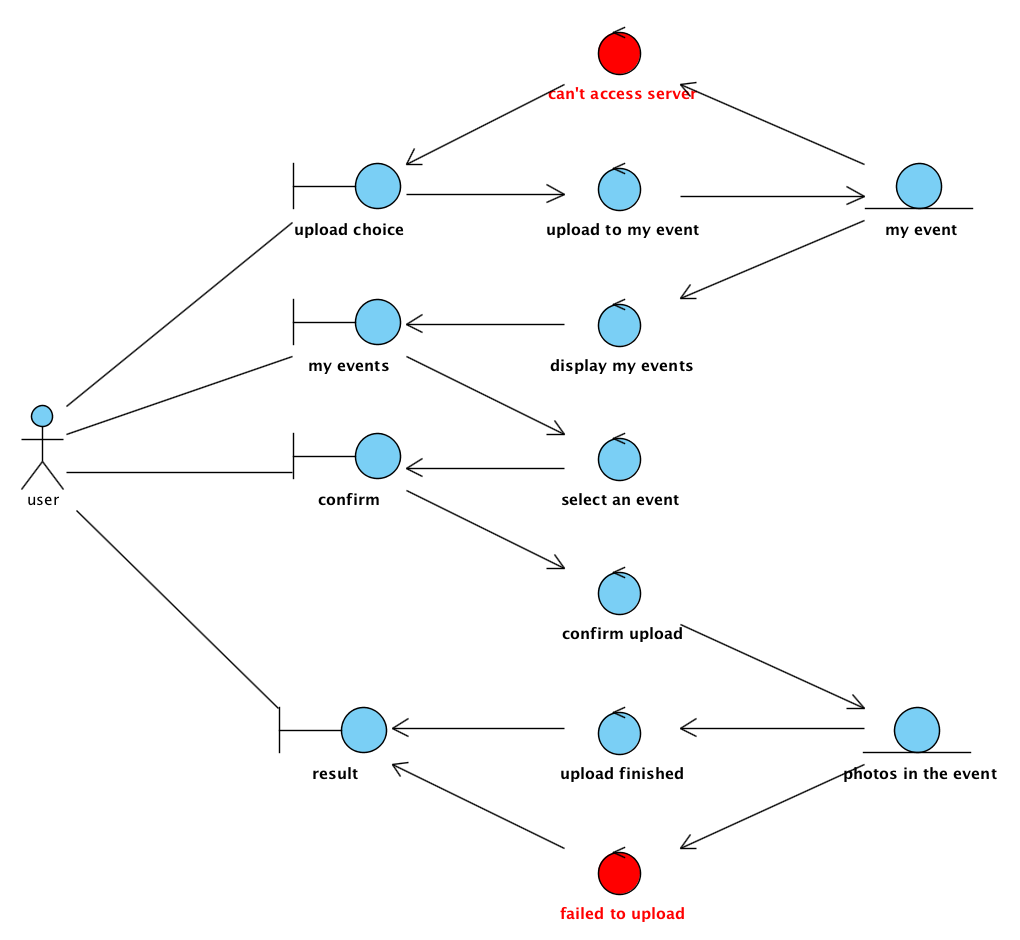 can't access server
upload choice
upload to my event
my event
my events
display my events
user
confirm
select an event
confirm upload
result
upload finished
photos in the event
failed to upload